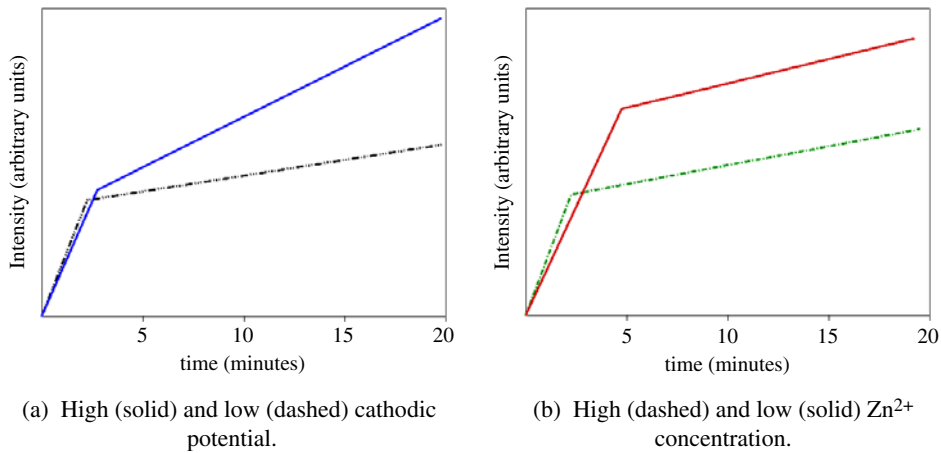 Intensity (arbitrary units)
5
10
15
20
time (minutes)
(a) High (solid) and low (dashed) cathodic
potential.
Intensity (arbitrary units)
5
10
15
20
time (minutes)
(b) High (dashed) and low (solid) Zn²⁺
concentration.